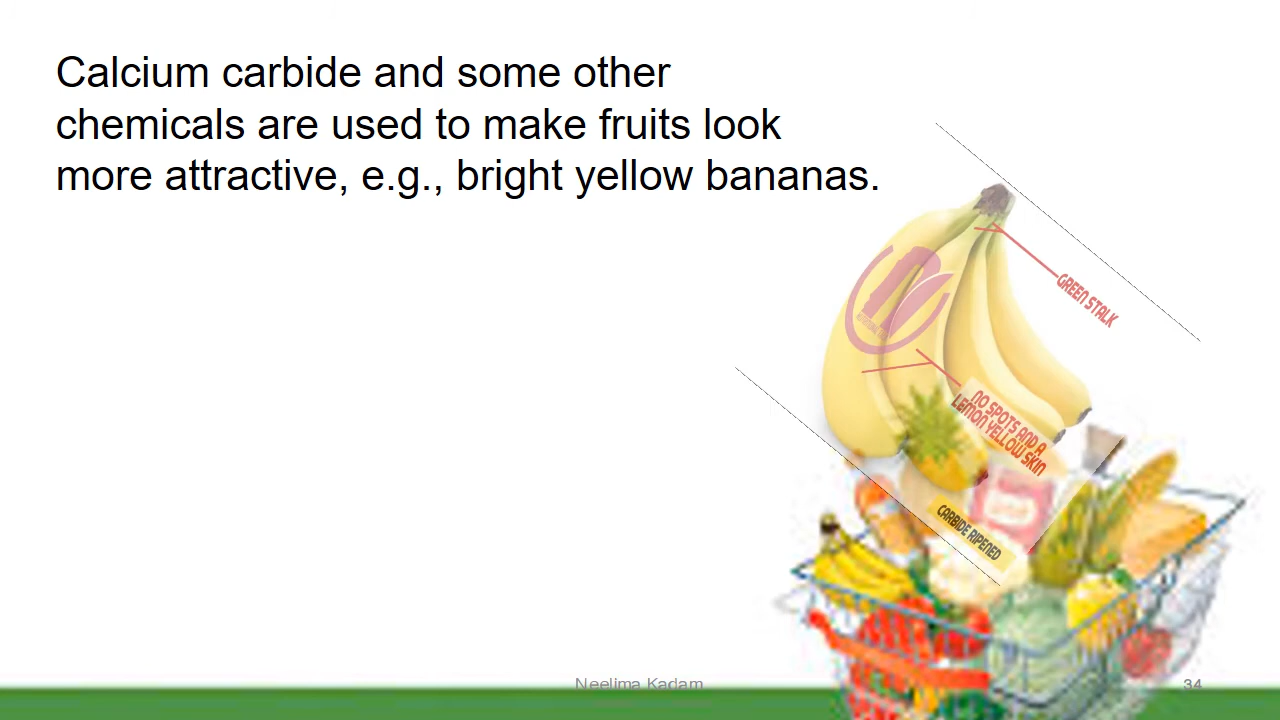 Calcium carbide and some other
chemicals are used to make fruits look
more attractive, e.g., bright yellow bananas.
GREEN STALK
NO SPOTS AND A
LEMON YELLOW SKIN
CARBIDE RIPENED
Neelima Kadam
34